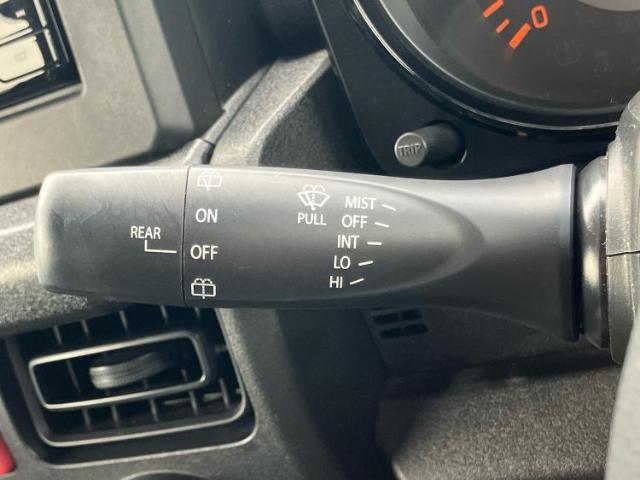 TRIP
MIST
OFF
INT
LO
HI
PULL
ON
OFF
REAR
0